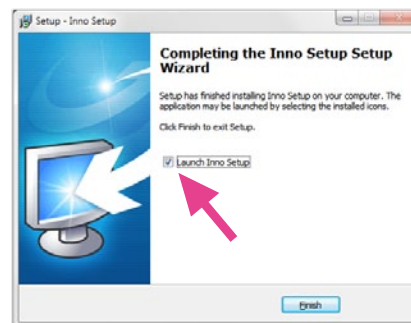 Setup - Inno Setup
Completing the Inno Setup Setup
Wizard
Setup has finished installing Inno Setup on your computer. The
application may be launched by selecting the installed icons.
Click Finish to exit Setup.
Launch Inno Setup
Finish